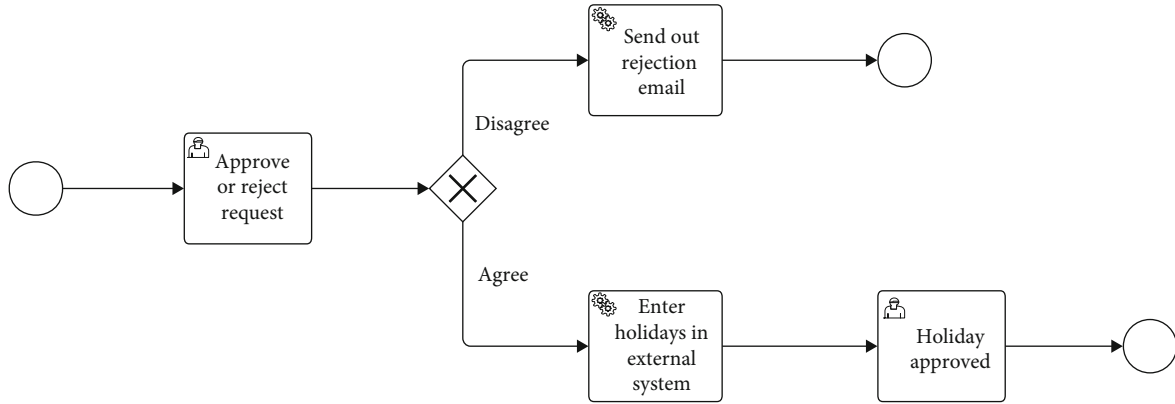 Send out
rejection
email
Disagree
Approve
or reject
request
Agree
Enter
holidays in
external
system
Holiday
approved